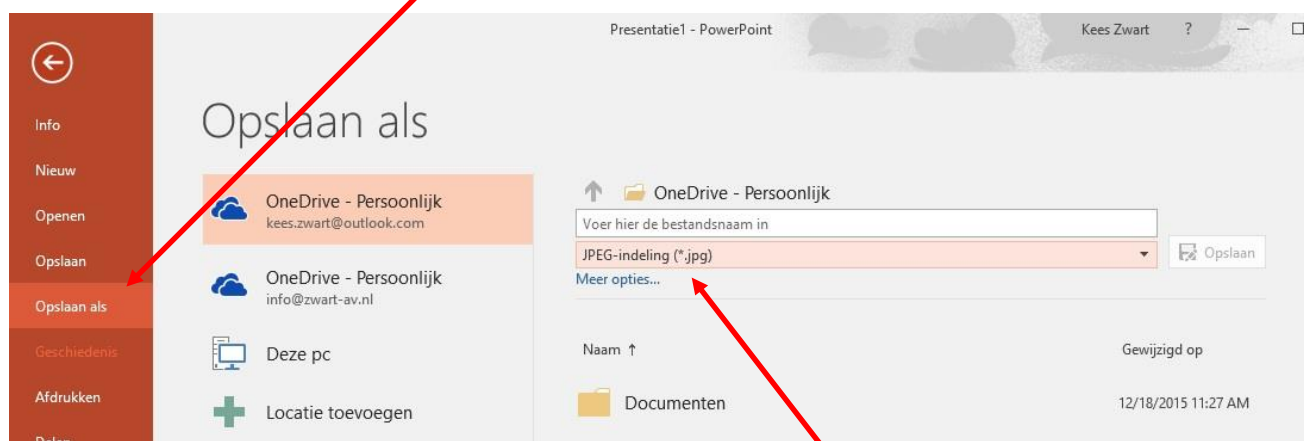 Presentatie1 - PowerPoint
Kees Zwart ?
Info
Nieuw
Openen
Opslaan
Opslaan als
Geschiedenis
Afdrukken
Delen
Opslaan als
OneDrive - Persoonlijk
kees.zwart@outlook.com
OneDrive - Persoonlijk
info@zwart-av.nl
Deze pc
Locatie toevoegen
OneDrive - Persoonlijk
Voer hier de bestandsnaam in
JPEG-indeling (*.jpg)
Opslaan
Meer opties...
Naam ↑
Gewijzigd op
Documenten
12/18/2015 11:27 AM